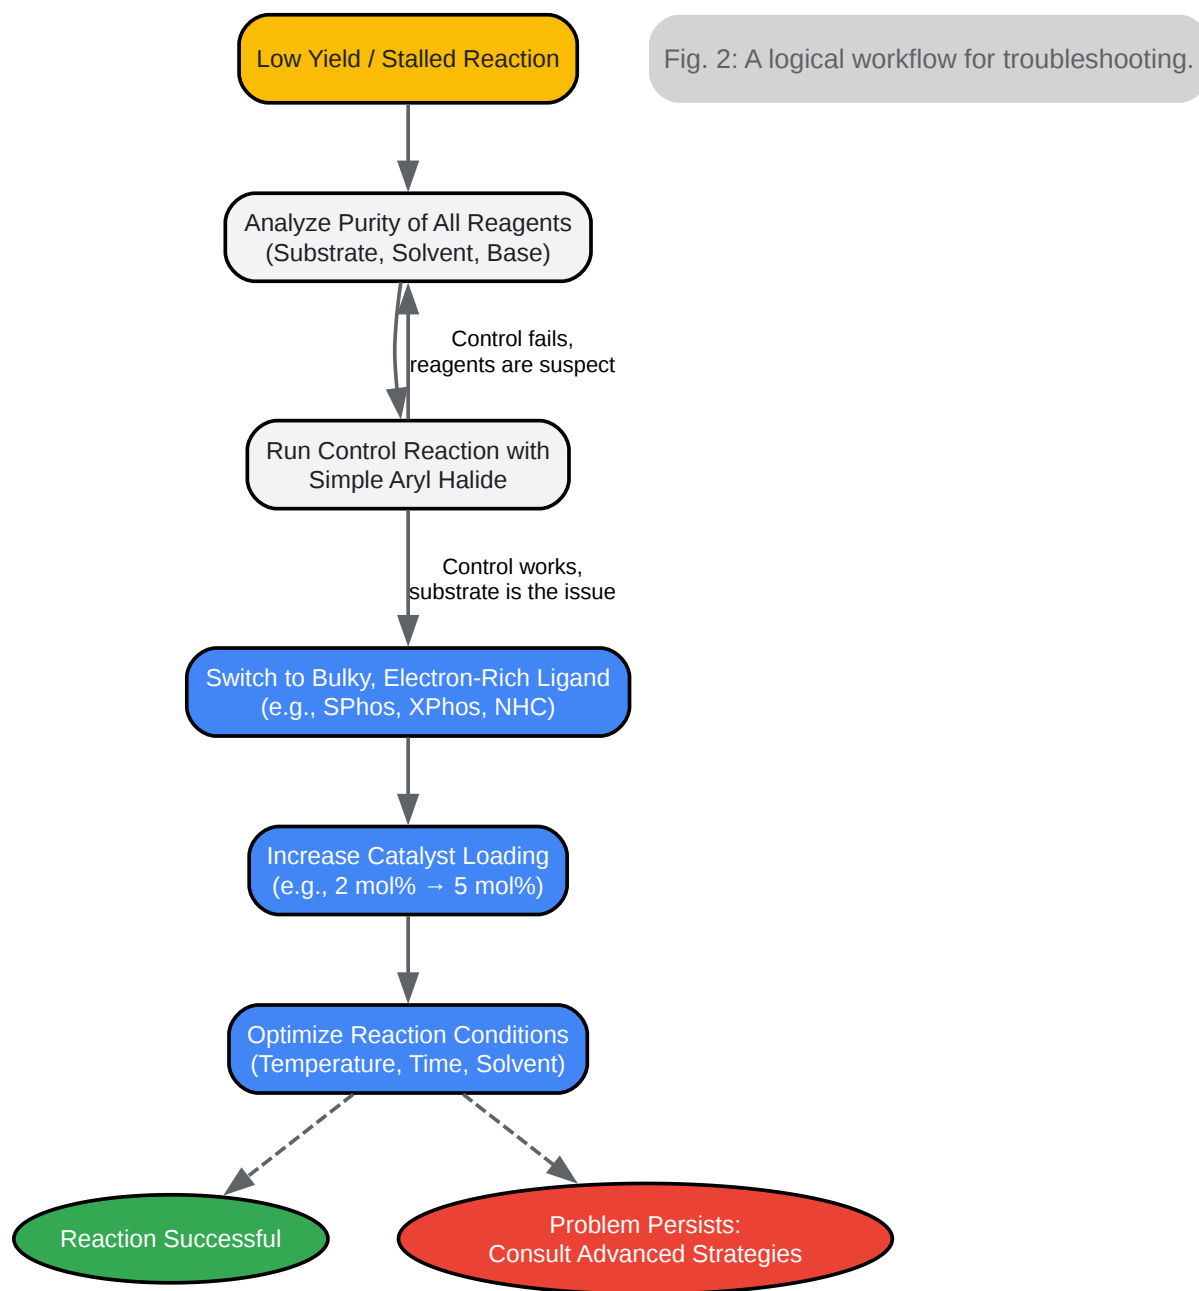 Low Yield / Stalled Reaction
Fig. 2: A logical workflow for troubleshooting.
Analyze Purity of All Reagents
(Substrate, Solvent, Base)
Control fails,
reagents are suspect
Run Control Reaction with
Simple Aryl Halide
Control works,
substrate is the issue
Switch to Bulky, Electron-Rich Ligand
(e.g., SPhos, XPhos, NHC)
Increase Catalyst Loading
(e.g., 2 mol% → 5 mol%)
Optimize Reaction Conditions
(Temperature, Time, Solvent)
Reaction Successful
Problem Persists:
Consult Advanced Strategies